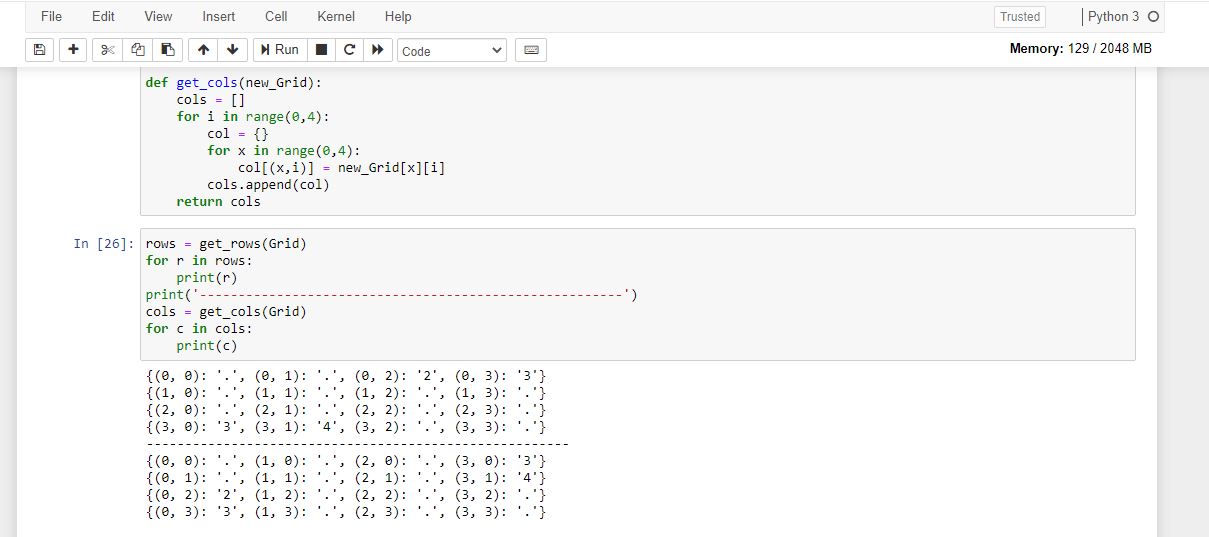 File Edit View Insert Cell Kernel Help Trusted Python 3
Run Code Memory: 129 / 2048 MB
def get_cols(new_Grid):
    cols = []
    for i in range(0,4):
        col = {}
        for x in range(0,4):
            col[(x,i)] = new_Grid[x][i]
        cols.append(col)
    return cols
In [26]: rows = get_rows(Grid)
for r in rows:
    print(r)
print('-------------------------------------------------------')
cols = get_cols(Grid)
for c in cols:
    print(c)
{(0, 0): '.', (0, 1): '.', (0, 2): '2', (0, 3): '3'}
{(1, 0): '.', (1, 1): '.', (1, 2): '.', (1, 3): '.'}
{(2, 0): '.', (2, 1): '.', (2, 2): '.', (2, 3): '.'}
{(3, 0): '3', (3, 1): '4', (3, 2): '.', (3, 3): '.'}
-------------------------------------------------------
{(0, 0): '.', (1, 0): '.', (2, 0): '.', (3, 0): '3'}
{(0, 1): '.', (1, 1): '.', (2, 1): '.', (3, 1): '4'}
{(0, 2): '2', (1, 2): '.', (2, 2): '.', (3, 2): '.'}
{(0, 3): '3', (1, 3): '.', (2, 3): '.', (3, 3): '.'}